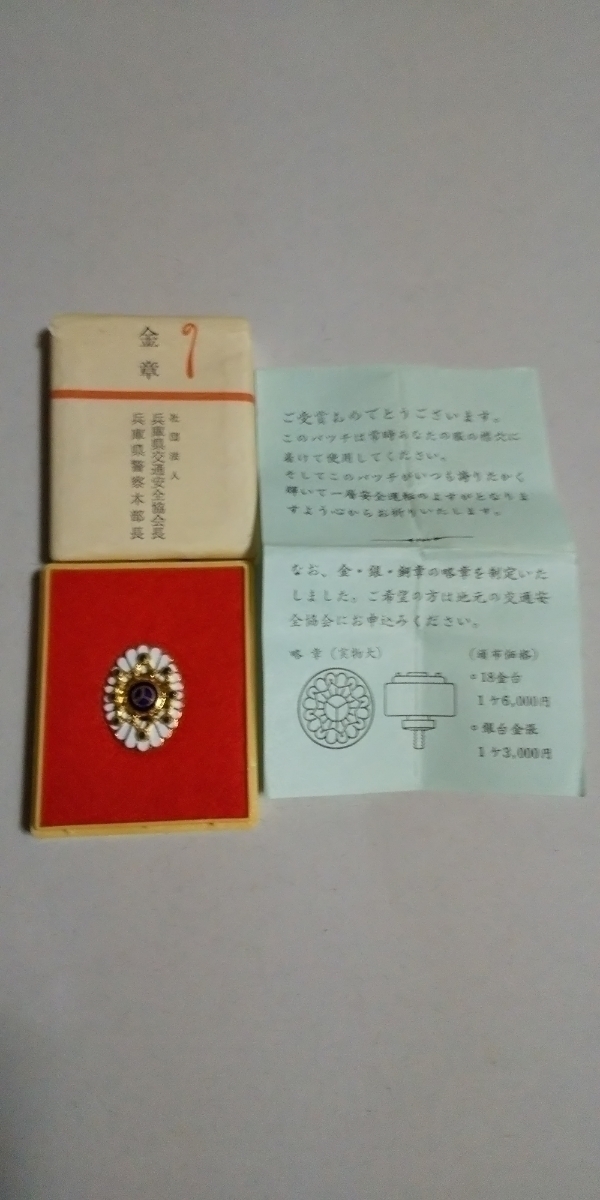 金章
社団法人
兵庫県交通安全協会長
兵庫県警察本部長
ご受賞おめでとうございます。
このバッヂは常時あなたの服の襟穴に
着けて使用してください。
そしてこのバッヂがいつも誇りたかく
輝いて一層安全運転のよすがとなりま
すよう心からお祈りいたします。
なお、金・銀・銅章の略章を制定いた
しました。ご希望の方は地元の交通安
全協会にお申込みください。
略章(実物大)
(頒布価格)
○18金台
1ケ6,000円
○銀台金張
1ケ3,000円